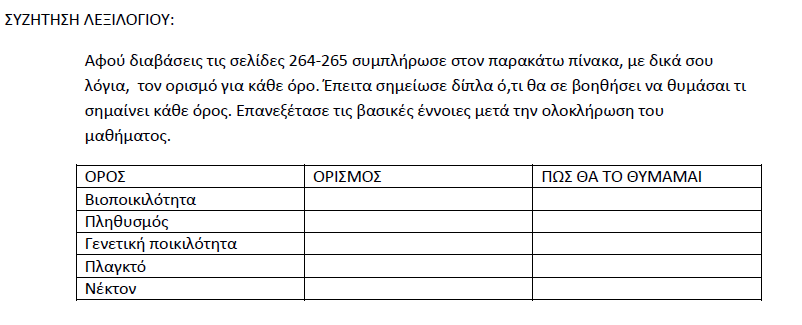 ΣΥΖΗΤΗΣΗ ΛΕΞΙΛΟΓΙΟΥ:
Αφού διαβάσεις τις σελίδες 264-265 συμπλήρωσε στον παρακάτω πίνακα, με δικά σου
λόγια, τον ορισμό για κάθε όρο. Έπειτα σημείωσε δίπλα ό,τι θα σε βοηθήσει να θυμάσαι τι
σημαίνει κάθε όρος. Επανεξέτασε τις βασικές έννοιες μετά την ολοκλήρωση του
μαθήματος.
ΟΡΟΣ ΟΡΙΣΜΟΣ ΠΩΣ ΘΑ ΤΟ ΘΥΜΑΜΑΙ
Βιοποικιλότητα
Πληθυσμός
Γενετική ποικιλότητα
Πλαγκτό
Νέκτον